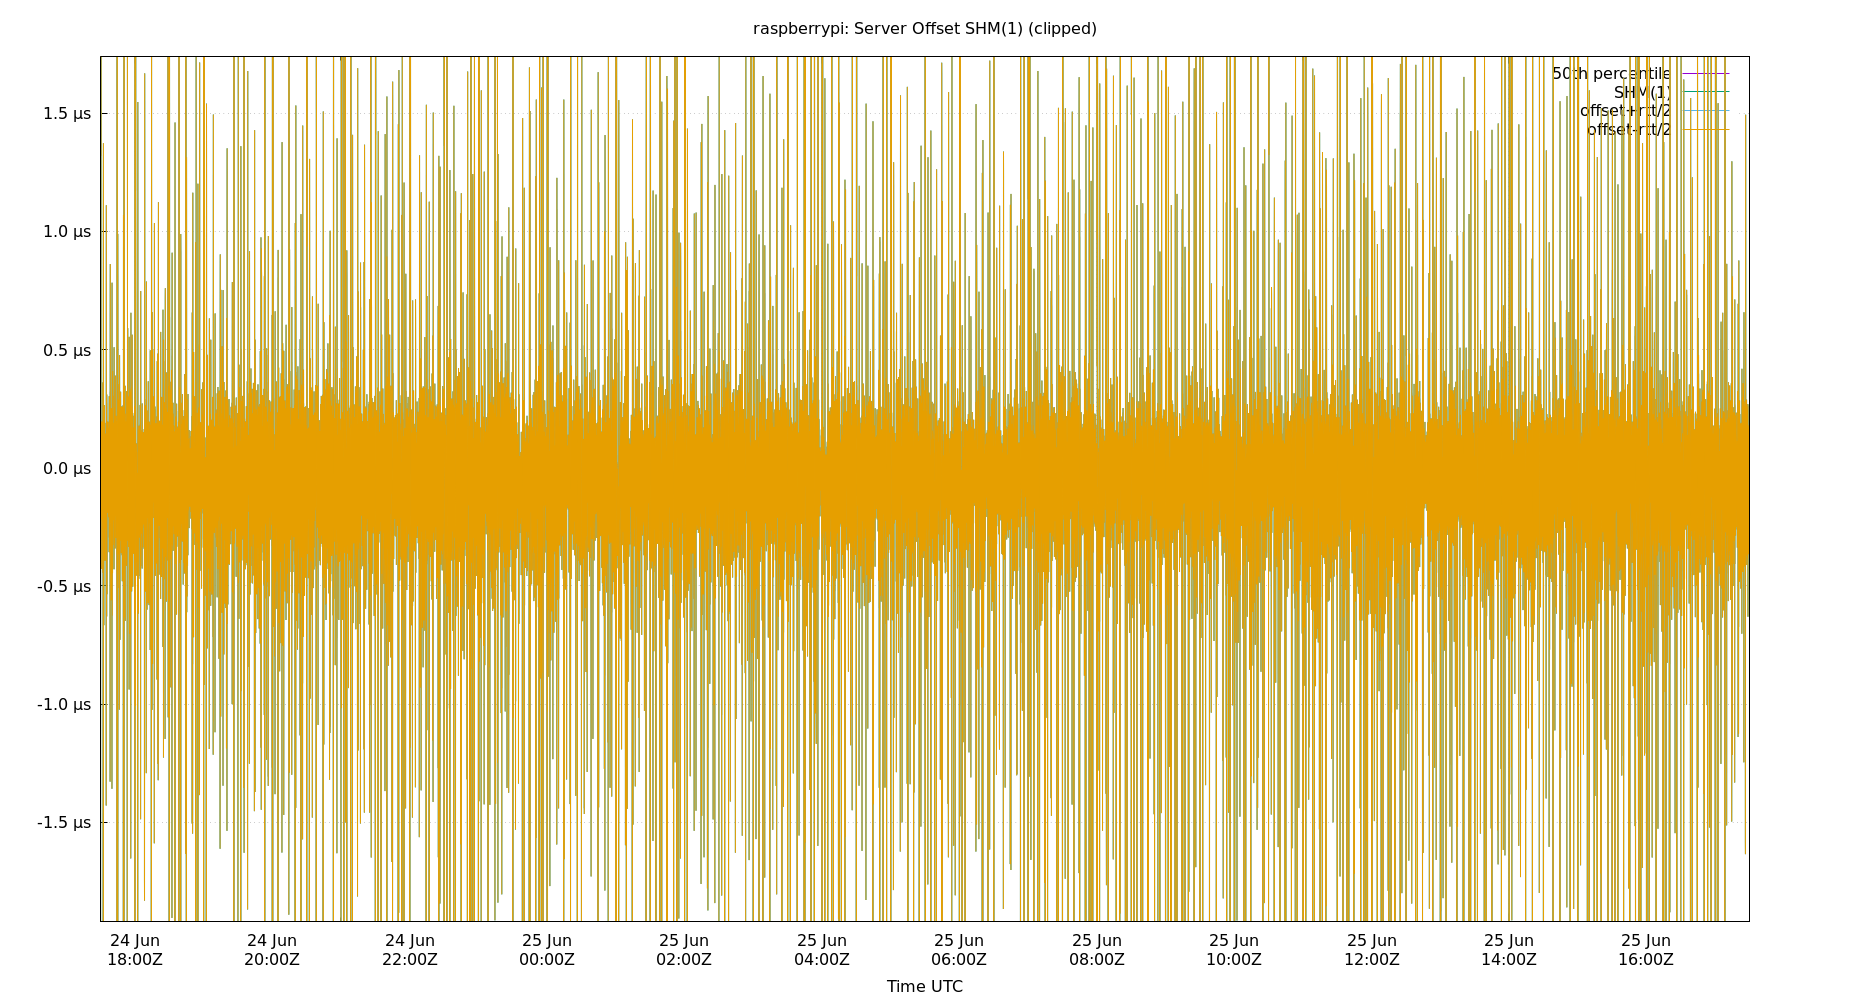 raspberrypi: Server Offset SHM(1) (clipped)
50th percentile
SHM(1)
offset+rtt/2
offset-rtt/2
1.5 µs
1.0 µs
0.5 µs
0.0 µs
-0.5 µs
-1.0 µs
-1.5 µs
24 Jun 24 Jun 24 Jun 25 Jun 25 Jun 25 Jun 25 Jun 25 Jun 25 Jun 25 Jun 25 Jun 25 Jun
18:00Z 20:00Z 22:00Z 00:00Z 02:00Z 04:00Z 06:00Z 08:00Z 10:00Z 12:00Z 14:00Z 16:00Z
Time UTC